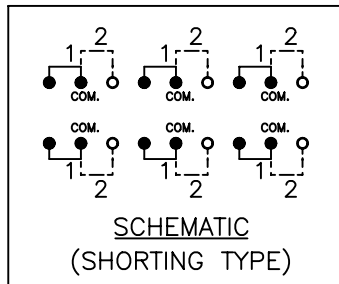 2 2 2
1 1 1
COM. COM. COM.
COM. COM. COM.
1 1 1
2 2 2
SCHEMATIC
(SHORTING TYPE)